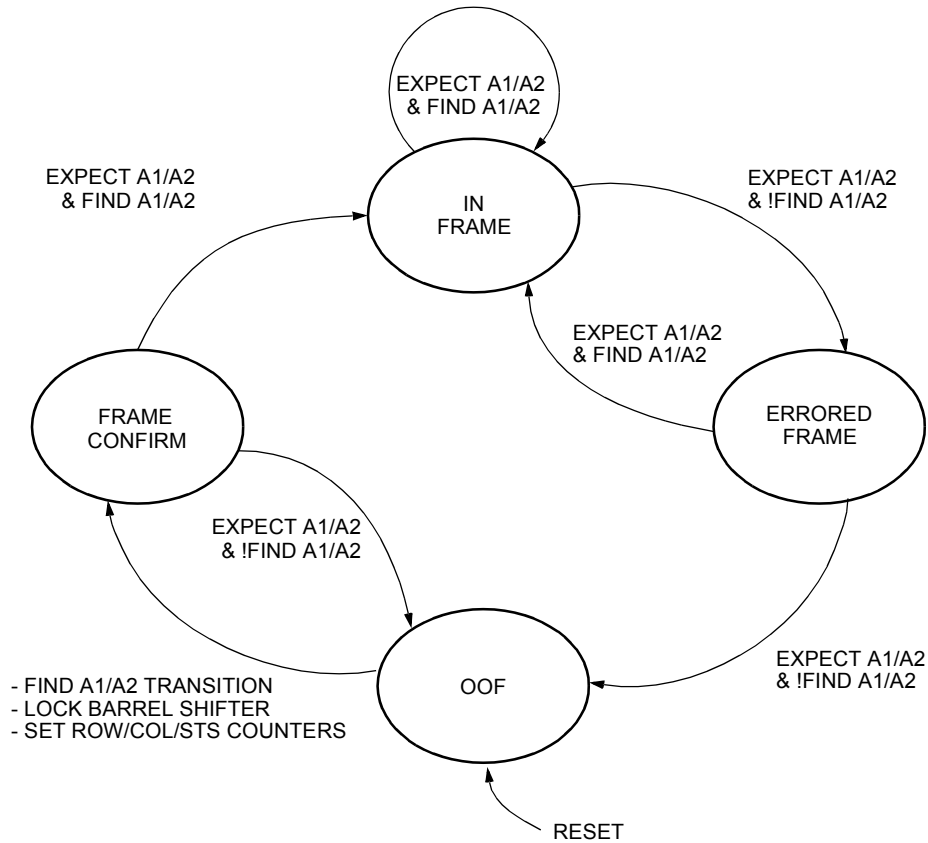 EXPECT A1/A2
& FIND A1/A2
EXPECT A1/A2
& FIND A1/A2
IN
FRAME
EXPECT A1/A2
& !FIND A1/A2
EXPECT A1/A2
& FIND A1/A2
FRAME
CONFIRM
ERRORED
FRAME
EXPECT A1/A2
& !FIND A1/A2
EXPECT A1/A2
& !FIND A1/A2
OOF
- FIND A1/A2 TRANSITION
- LOCK BARREL SHIFTER
- SET ROW/COL/STS COUNTERS
RESET